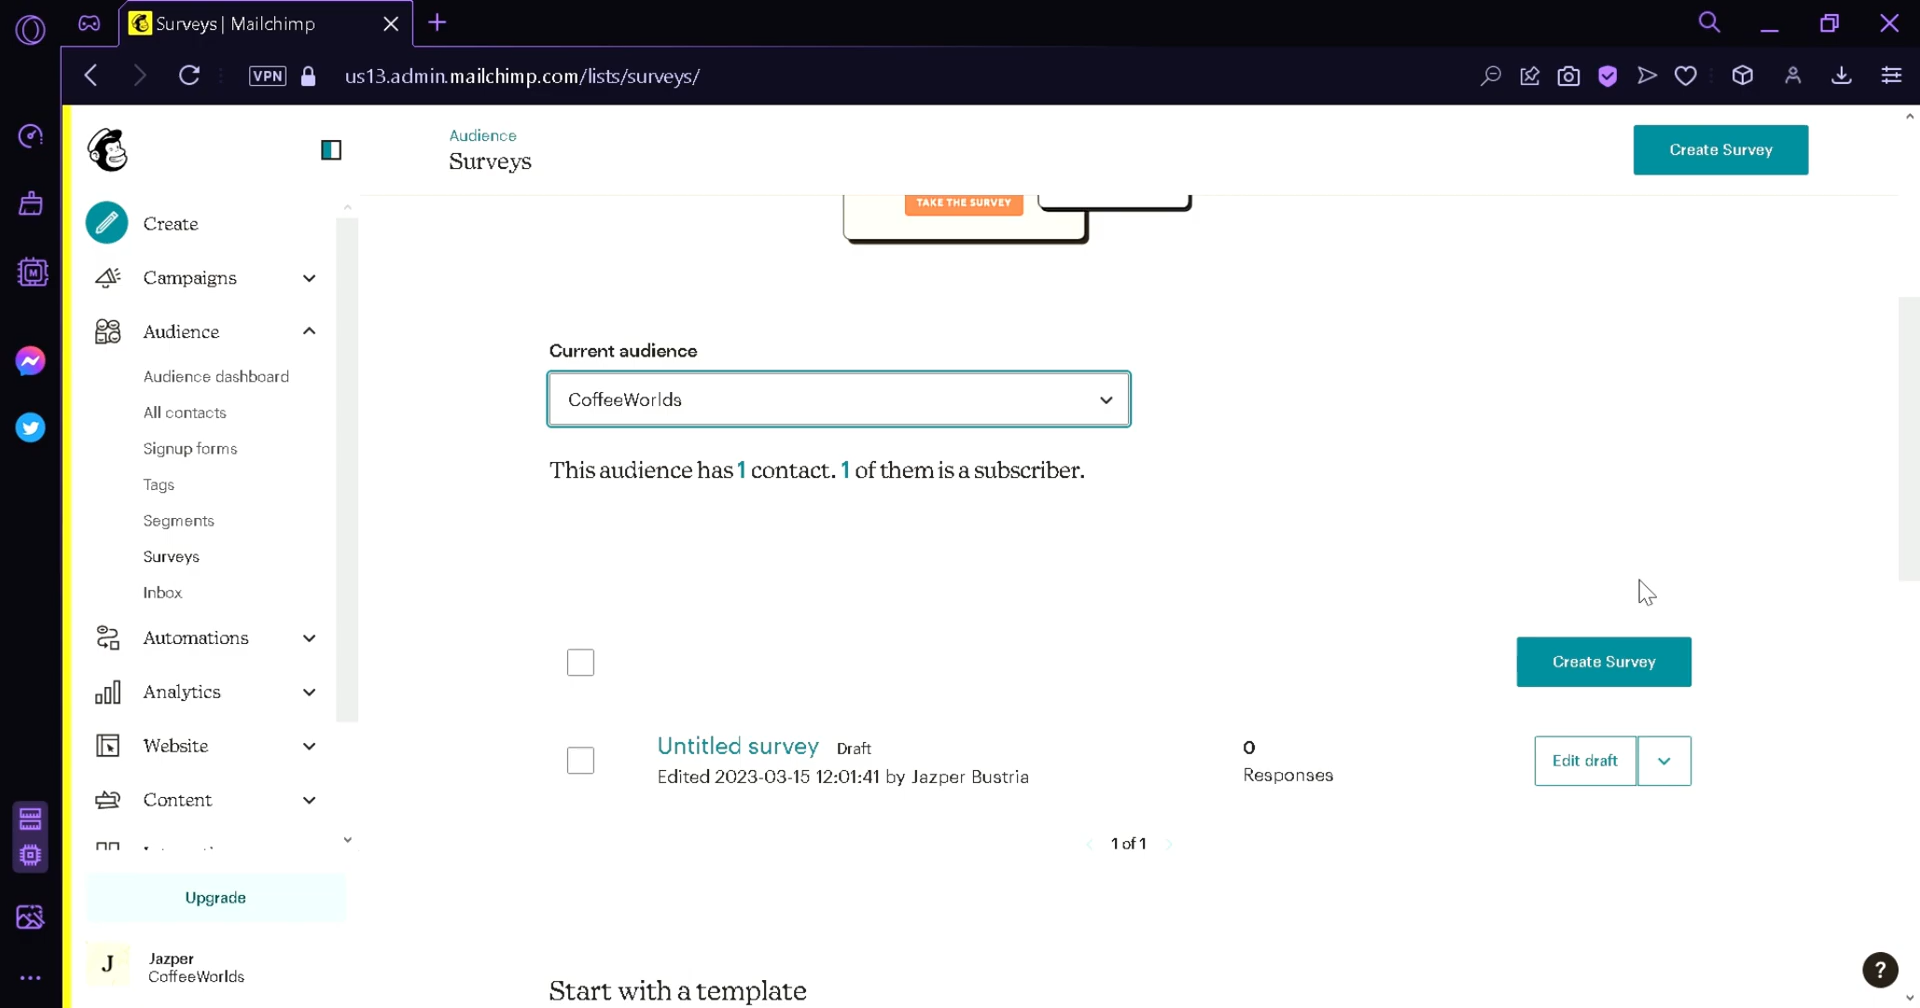 Surveys | Mailchimp
VPN
us13.admin.mailchimp.com/lists/surveys/
Audience
Surveys
Create Survey
Create
Campaigns
Audience
Audience dashboard
All contacts
Signup forms
Tags
Segments
Surveys
Inbox
Automations
Analytics
Website
Content
Upgrade
J
Jazper
CoffeeWorlds
TAKE THE SURVEY
Current audience
CoffeeWorlds
This audience has 1 contact. 1 of them is a subscriber.
Create Survey
Untitled survey Draft
Edited 2023-03-15 12:01:41 by Jazper Bustria
0
Responses
Edit draft
1 of 1
Start with a template
?
M